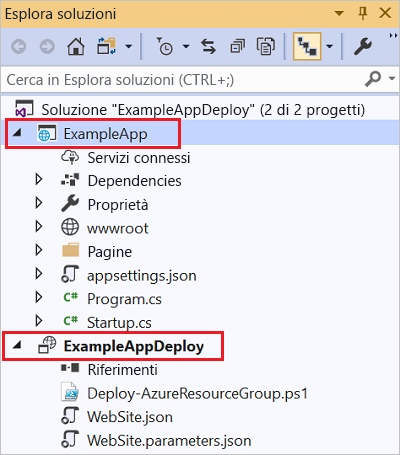 Esplora soluzioni
Cerca in Esplora soluzioni (CTRL+;)
Soluzione "ExampleAppDeploy" (2 di 2 progetti)
ExampleApp
Servizi connessi
Dependencies
Proprietà
wwwroot
Pagine
appsettings.json
C# Program.cs
C# Startup.cs
ExampleAppDeploy
Riferimenti
Deploy-AzureResourceGroup.ps1
WebSite.json
WebSite.parameters.json